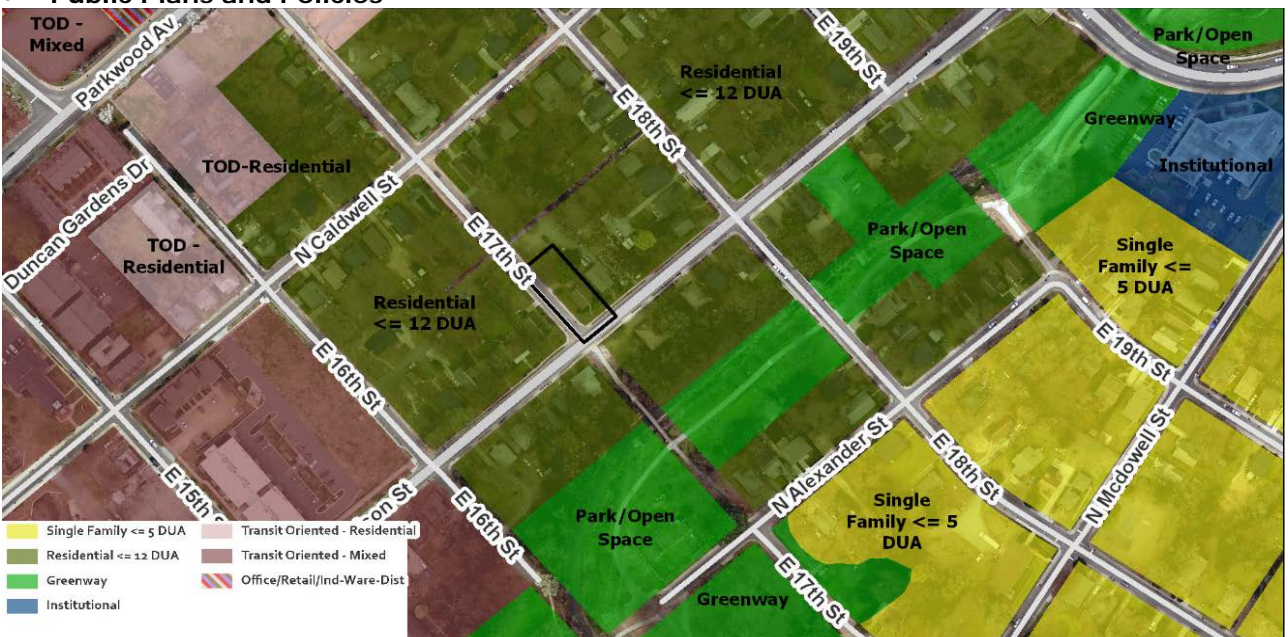 Public Plans and Policies
TOD -
Mixed
Parkwood Av
E 19th St
Park/Open
Space
Residential
<= 12 DUA
E 18th St
Greenway
Institutional
TOD-Residential
N Caldwell St
Duncan Gardens Dr
TOD -
Residential
E 17th St
Park/Open
Space
Single
Family <=
5 DUA
Residential
<= 12 DUA
E 16th St
E 19th St
N Alexander St
E 18th St
N Mcdowell St
E 15th S
son St
E 16th St
Park/Open
Space
Single
Family <= 5
DUA
E 17th St
Greenway
Single Family <= 5 DUA
Residential <= 12 DUA
Greenway
Institutional
Transit Oriented - Residential
Transit Oriented - Mixed
Office/Retail/Ind-Ware-Dist